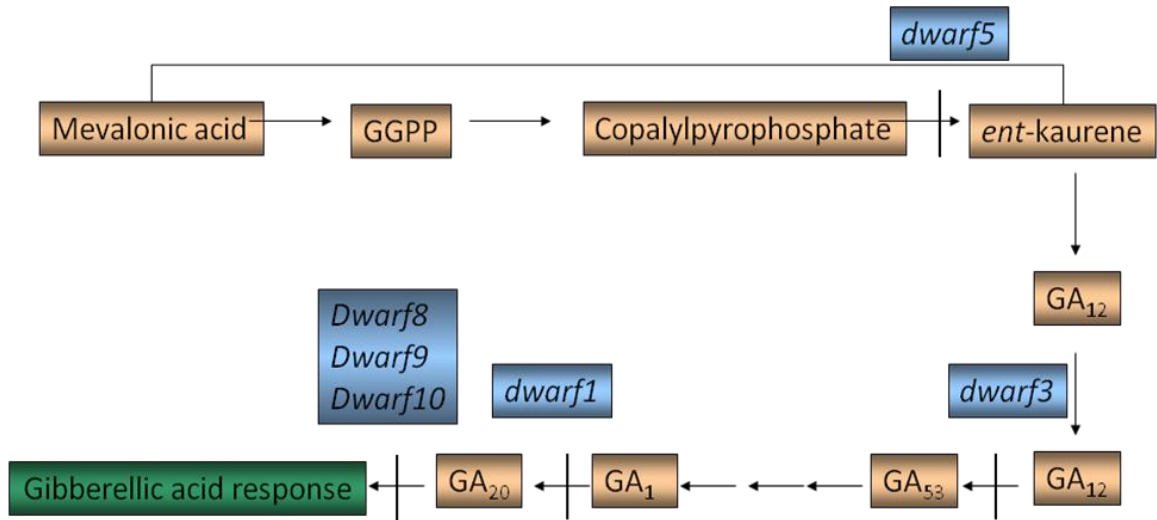 dwarf5
Mevalonic acid
GGPP
Copalylpyrophosphate
ent-kaurene
GA12
Dwarf8
Dwarf9
Dwarf10
dwarf1
dwarf3
Gibberellic acid response
GA20
GA1
GA53
GA12